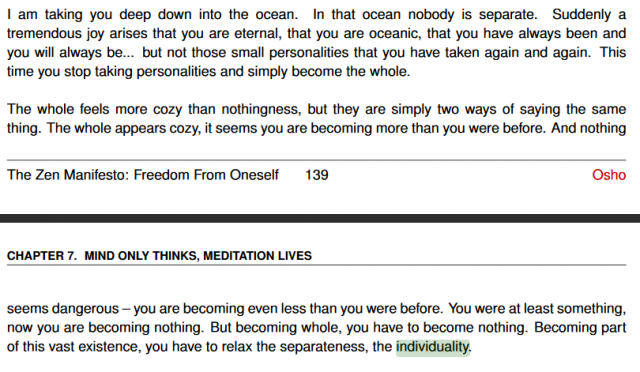 I am taking you deep down into the ocean. In that ocean nobody is separate. Suddenly a
tremendous joy arises that you are eternal, that you are oceanic, that you have always been and
you will always be... but not those small personalities that you have taken again and again. This
time you stop taking personalities and simply become the whole.
The whole feels more cozy than nothingness, but they are simply two ways of saying the same
thing. The whole appears cozy, it seems you are becoming more than you were before. And nothing
The Zen Manifesto: Freedom From Oneself 139 Osho
CHAPTER 7. MIND ONLY THINKS, MEDITATION LIVES
seems dangerous – you are becoming even less than you were before. You were at least something,
now you are becoming nothing. But becoming whole, you have to become nothing. Becoming part
of this vast existence, you have to relax the separateness, the individuality.